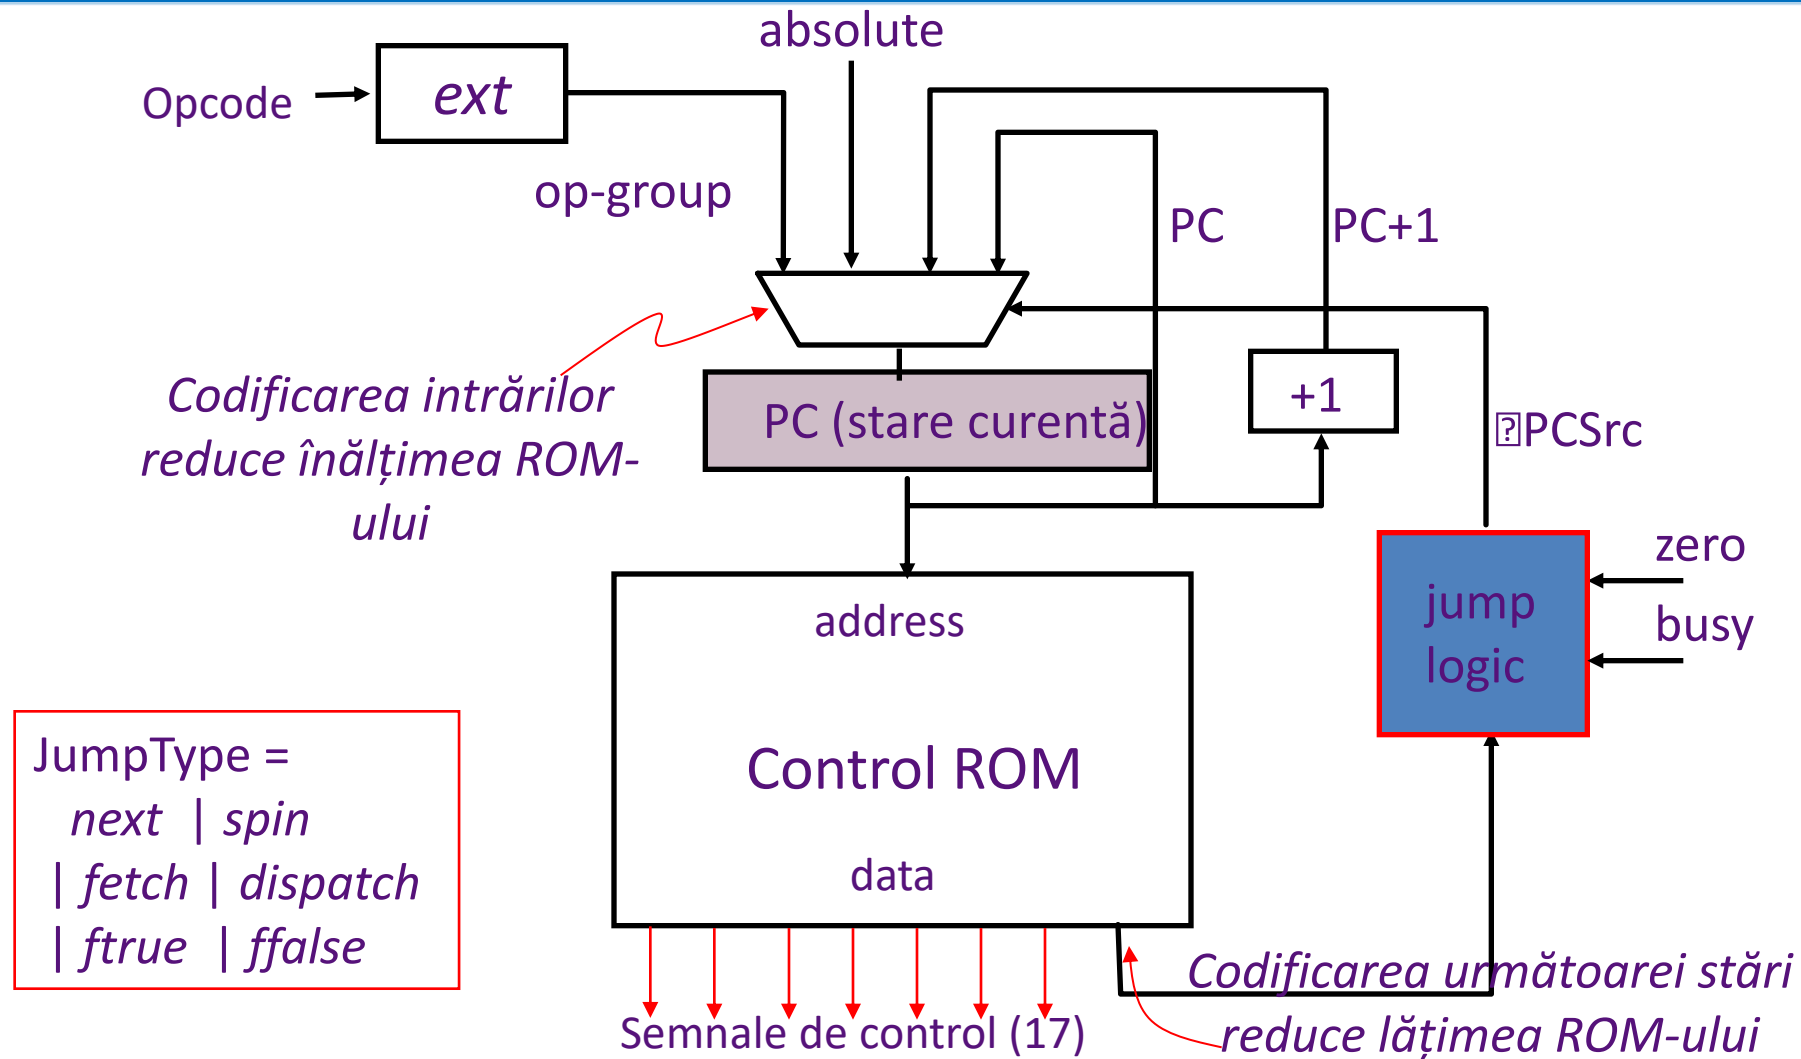 absolute
Opcode
ext
op-group
PC
PC+1
Codificarea intrărilor
reduce înălțimea ROM-
ului
PC (stare curentă)
+1
PCSrc
zero
busy
jump
logic
address
Control ROM
data
JumpType =
next | spin
| fetch | dispatch
| ftrue | ffalse
Semnale de control (17)
Codificarea următoarei stări
reduce lățimea ROM-ului